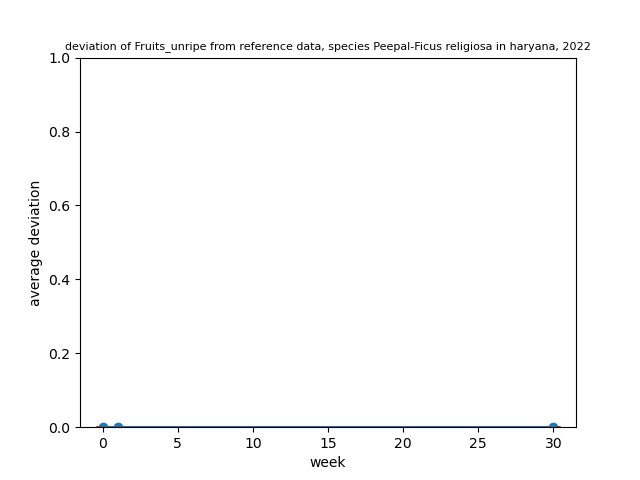 deviation of Fruits_unripe from reference data, species Peepal-Ficus religiosa in haryana, 2022
1.0
0.8
0.6
0.4
0.2
0.0
average deviation
0 5 10 15 20 25 30
week